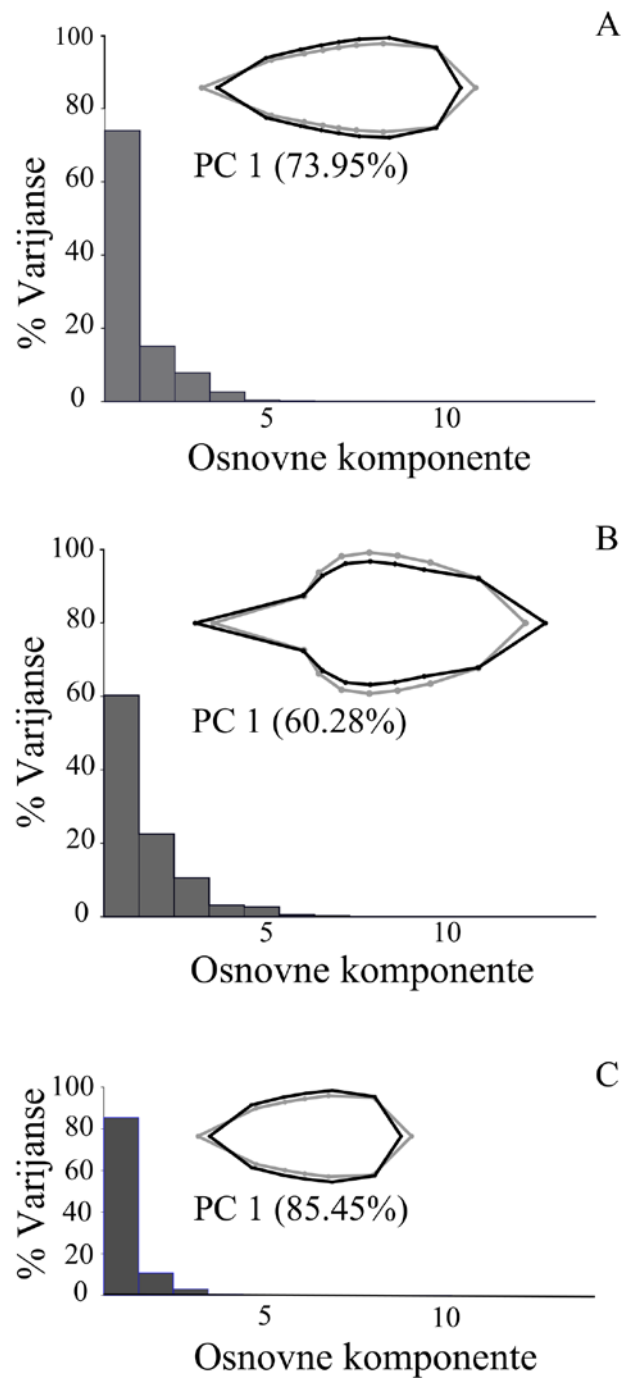 A
100
80
60
40
20
0
% Varijanse
PC 1 (73.95%)
5 10
Osnovne komponente
B
100
80
60
40
20
0
% Varijanse
PC 1 (60.28%)
5 10
Osnovne komponente
C
100
80
60
40
20
0
% Varijanse
PC 1 (85.45%)
5 10
Osnovne komponente